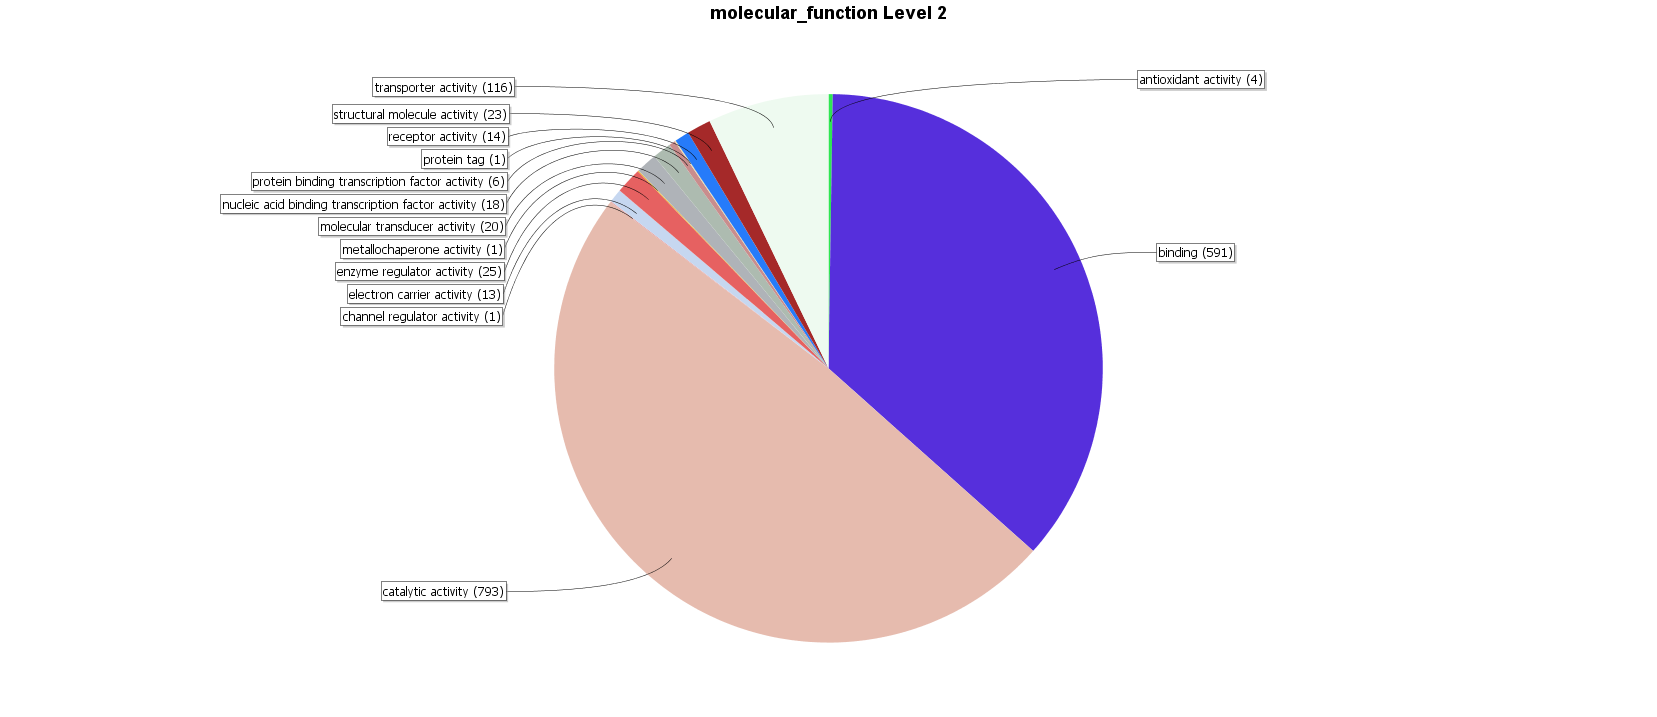 molecular_function Level 2
antioxidant activity (4)
transporter activity (116)
structural molecule activity (23)
receptor activity (14)
protein tag (1)
protein binding transcription factor activity (6)
nucleic acid binding transcription factor activity (18)
molecular transducer activity (20)
metallochaperone activity (1)
enzyme regulator activity (25)
electron carrier activity (13)
channel regulator activity (1)
binding (591)
catalytic activity (793)